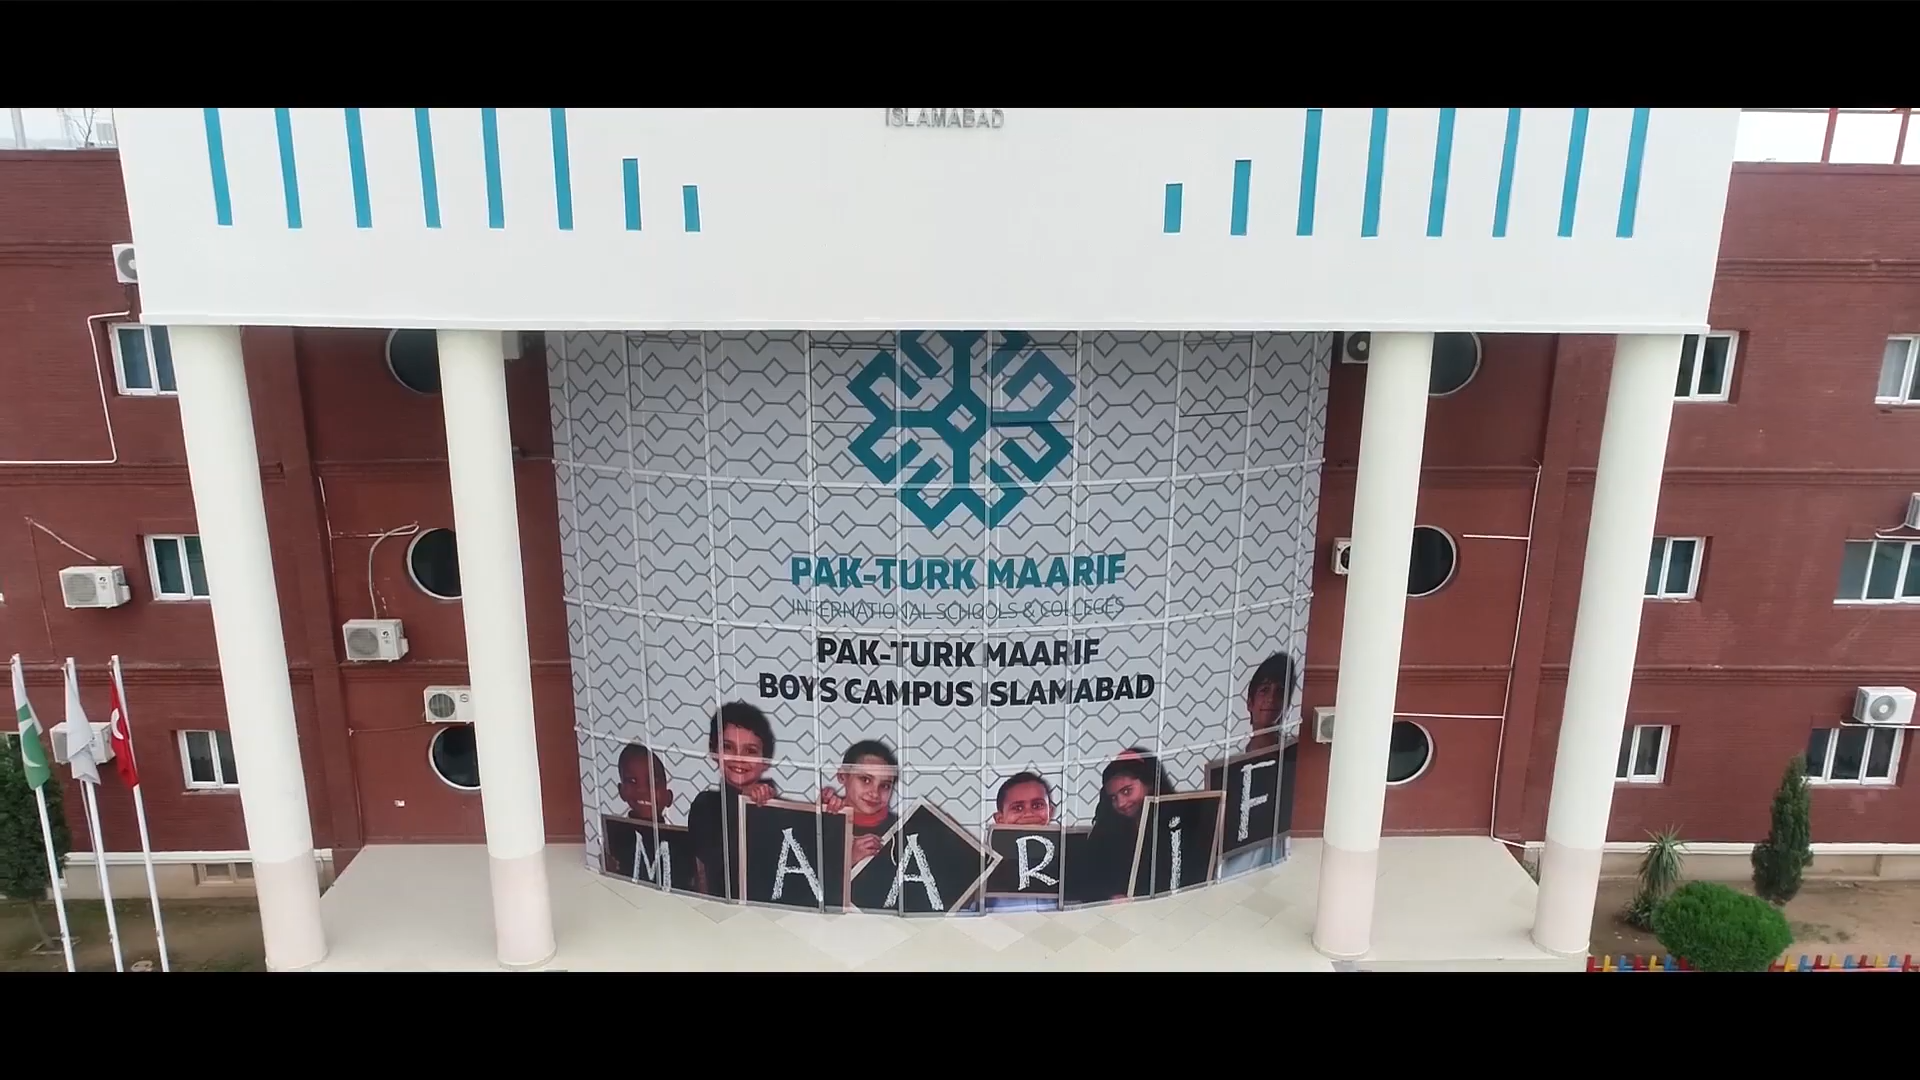 ISLAMABAD
PAK-TURK MAARIF
INTERNATIONAL SCHOOLS & COLLEGES
PAK-TURK MAARIF
BOYS CAMPUS ISLAMABAD
M A A R i F